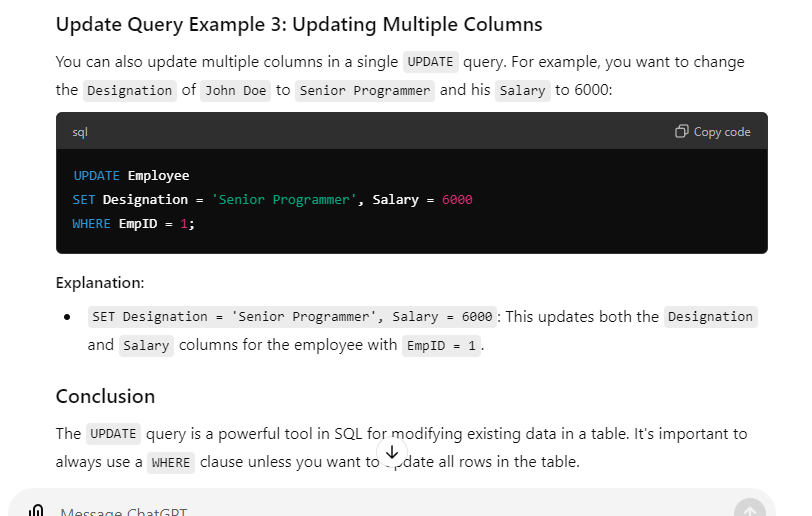 Update Query Example 3: Updating Multiple Columns
You can also update multiple columns in a single UPDATE query. For example, you want to change
the Designation of John Doe to Senior Programmer and his Salary to 6000:
sql Copy code
UPDATE Employee
SET Designation = 'Senior Programmer', Salary = 6000
WHERE EmpID = 1;
Explanation:
• SET Designation = 'Senior Programmer', Salary = 6000: This updates both the Designation
and Salary columns for the employee with EmpID = 1.
Conclusion
The UPDATE query is a powerful tool in SQL for modifying existing data in a table. It's important to
always use a WHERE clause unless you want to update all rows in the table.
Message ChatGPT